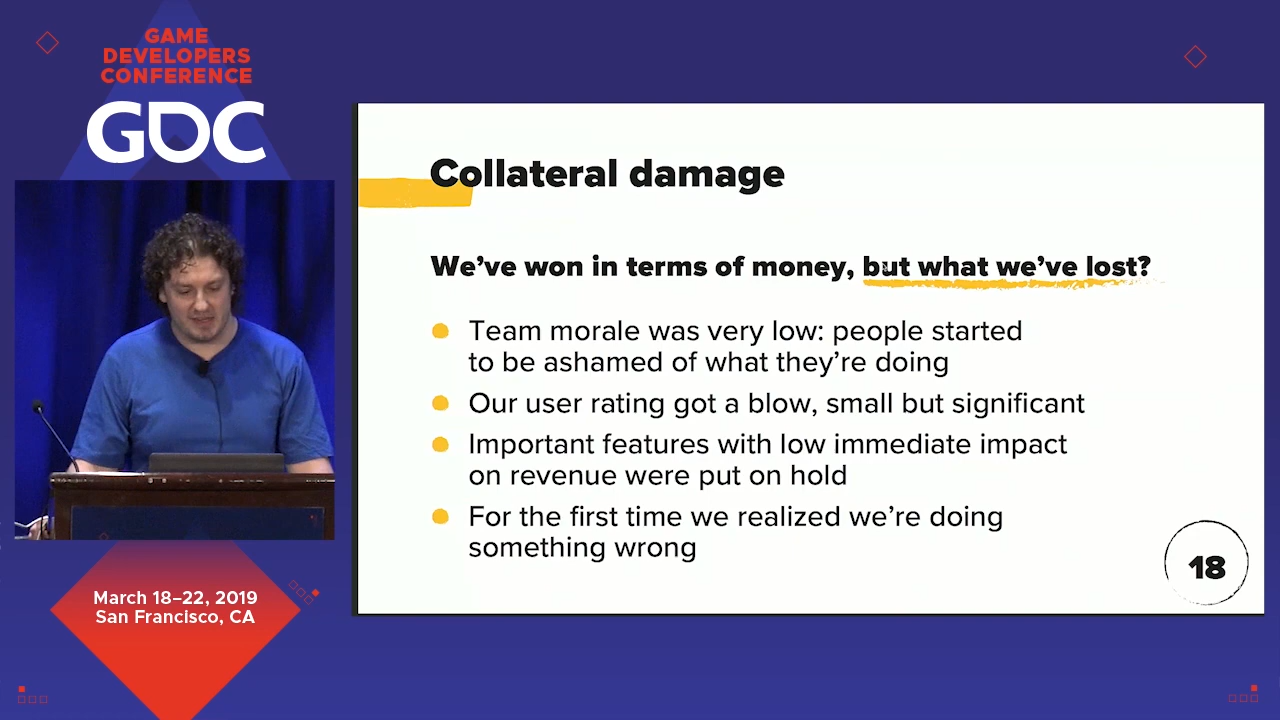 GAME
DEVELOPERS
CONFERENCE
GDC
March 18–22, 2019
San Francisco, CA
Collateral damage
We’ve won in terms of money, but what we’ve lost?
Team morale was very low: people started
to be ashamed of what they’re doing
Our user rating got a blow, small but significant
Important features with low immediate impact
on revenue were put on hold
For the first time we realized we’re doing
something wrong
18